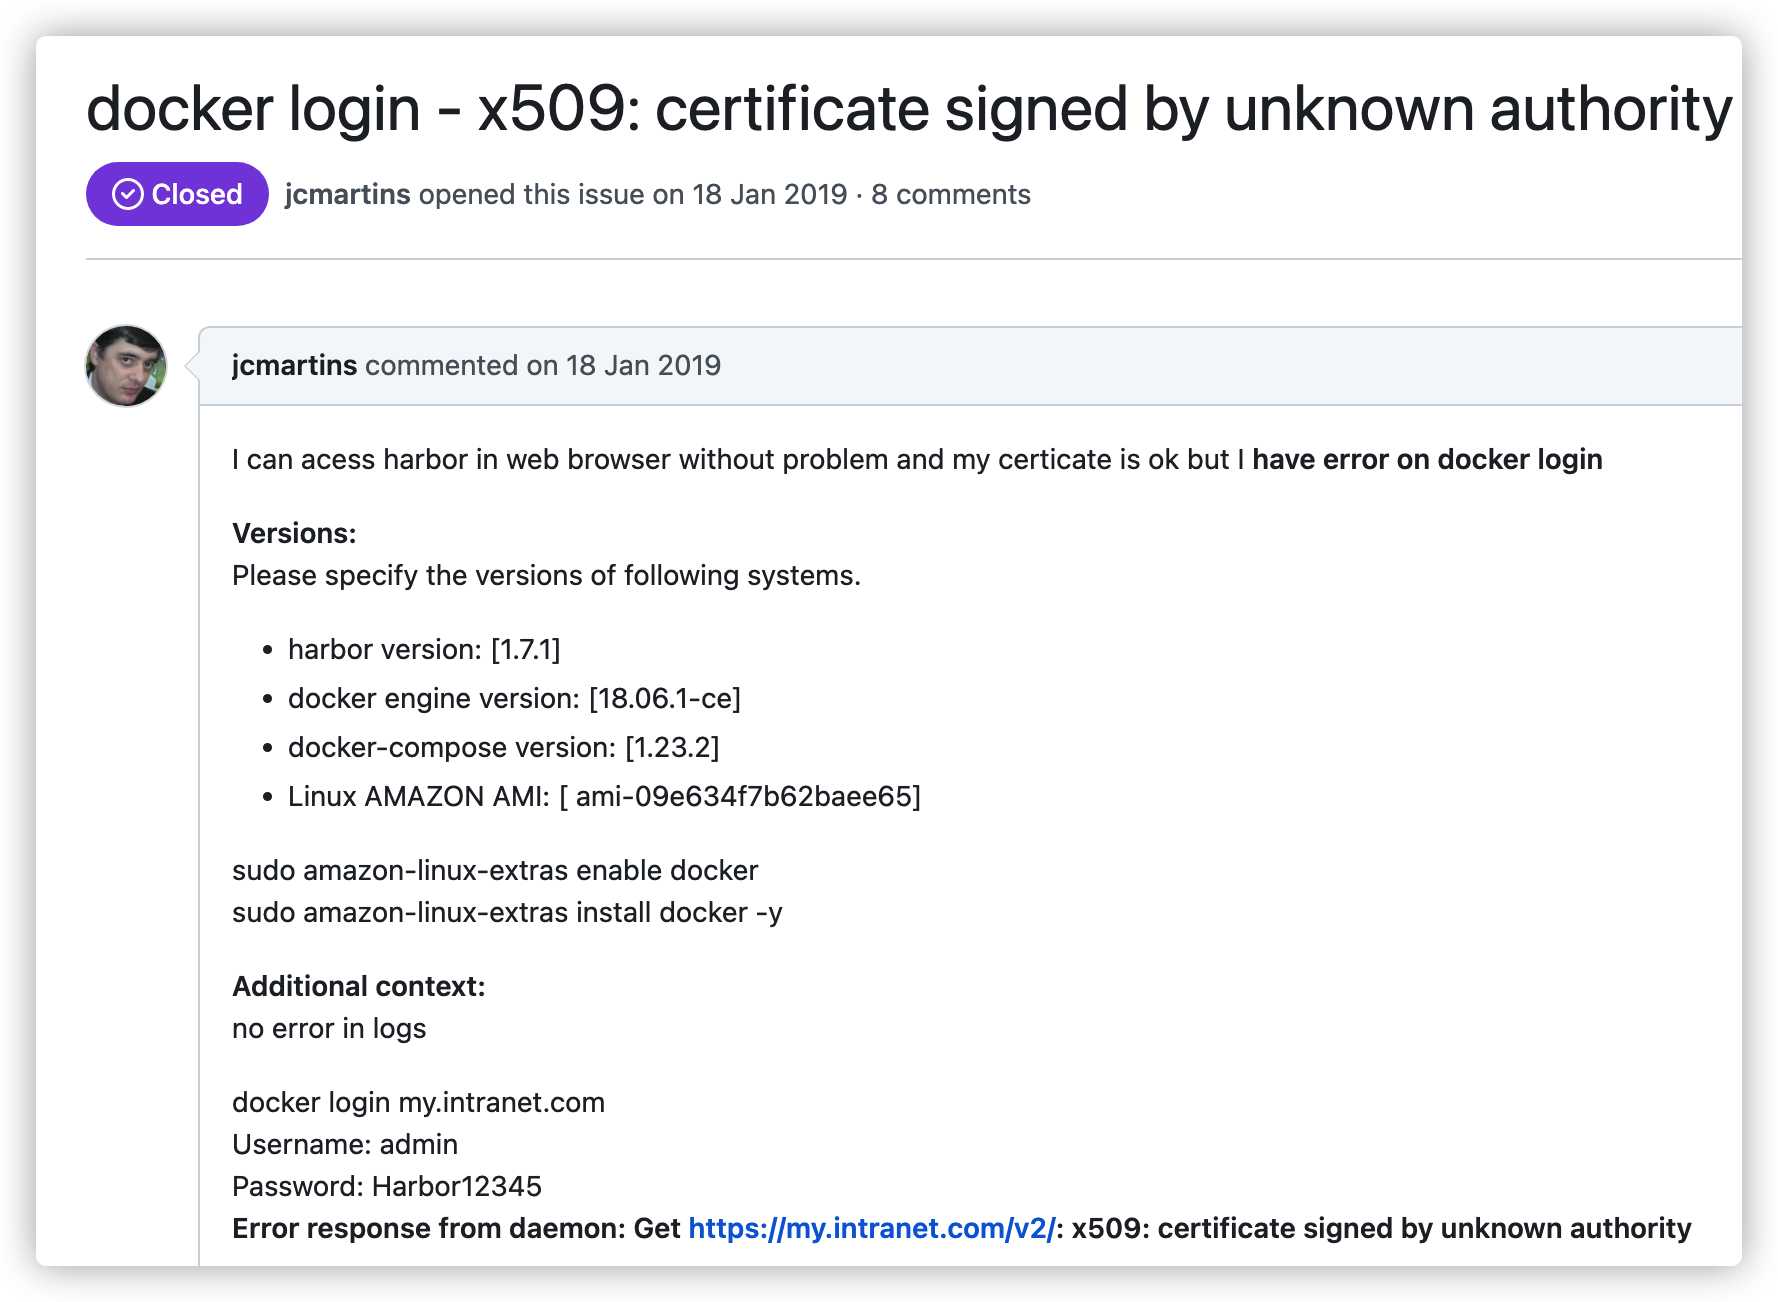 docker login - x509: certificate signed by unknown authority
Closed
jcmartins opened this issue on 18 Jan 2019 · 8 comments
jcmartins commented on 18 Jan 2019
I can acess harbor in web browser without problem and my certicate is ok but I have error on docker login
Versions:
Please specify the versions of following systems.
• harbor version: [1.7.1]
• docker engine version: [18.06.1-ce]
• docker-compose version: [1.23.2]
• Linux AMAZON AMI: [ ami-09e634f7b62baee65]
sudo amazon-linux-extras enable docker
sudo amazon-linux-extras install docker -y
Additional context:
no error in logs
docker login my.intranet.com
Username: admin
Password: Harbor12345
Error response from daemon: Get https://my.intranet.com/v2/: x509: certificate signed by unknown authority